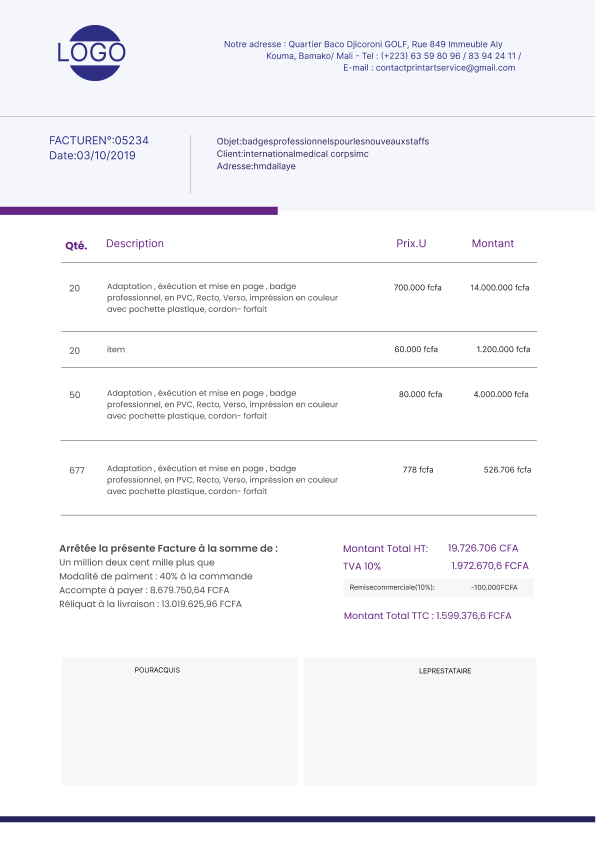 LOGO
Notre adresse : Quartier Baco Djicoroni GOLF, Rue 849 Immeuble Aly
Kouma, Bamako/ Mali - Tel : (+223) 63 59 80 96 / 83 94 24 11 /
E-mail : contactprintartservice@gmail.com
FACTUREN°:05234
Date:03/10/2019
Objet:badgesprofessionnelspourlesnouveauxstaffs
Client:internationalmedical corpsimc
Adresse:hmdallaye
Qté. Description Prix.U Montant
20 Adaptation , éxécution et mise en page , badge 700.000 fcfa 14.000.000 fcfa
professionnel, en PVC, Recto, Verso, impréssion en couleur
avec pochette plastique, cordon- forfait
20 item 60.000 fcfa 1.200.000 fcfa
50 Adaptation , éxécution et mise en page , badge 80.000 fcfa 4.000.000 fcfa
professionnel, en PVC, Recto, Verso, impréssion en couleur
avec pochette plastique, cordon- forfait
677 Adaptation , éxécution et mise en page , badge 778 fcfa 526.706 fcfa
professionnel, en PVC, Recto, Verso, impréssion en couleur
avec pochette plastique, cordon- forfait
Arrêtée la présente Facture à la somme de :
Un million deux cent mille plus que
Modalité de paiment : 40% à la commande
Accompte à payer : 8.679.750,64 FCFA
Réliquat à la livraison : 13.019.625,96 FCFA
Montant Total HT: 19.726.706 CFA
TVA 10% 1.972.670,6 FCFA
Remisecommerciale(10%): -100.000FCFA
Montant Total TTC : 1.599.376,6 FCFA
POURACQUIS
LEPRESTATAIRE